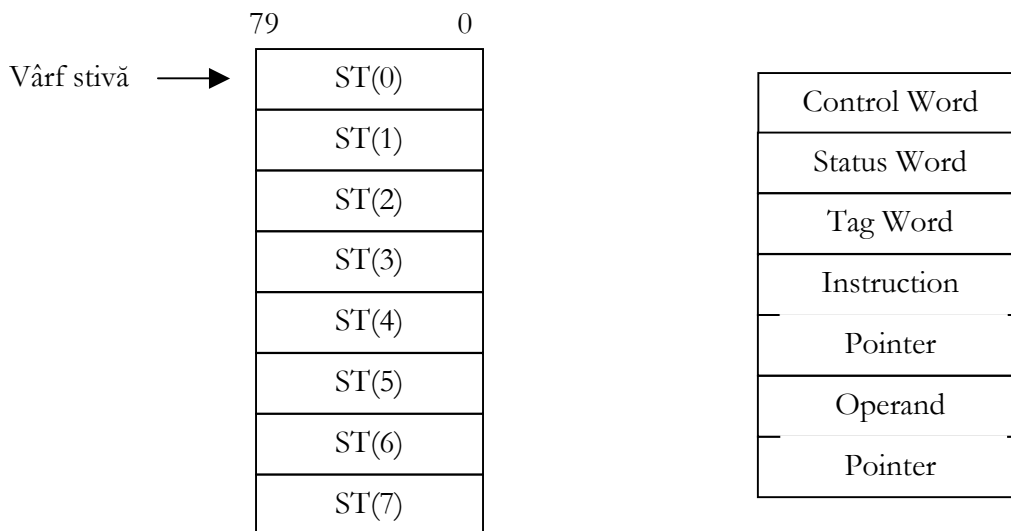 79 0
Vârf stivă
ST(0)
ST(1)
ST(2)
ST(3)
ST(4)
ST(5)
ST(6)
ST(7)
Control Word
Status Word
Tag Word
Instruction
Pointer
Operand
Pointer